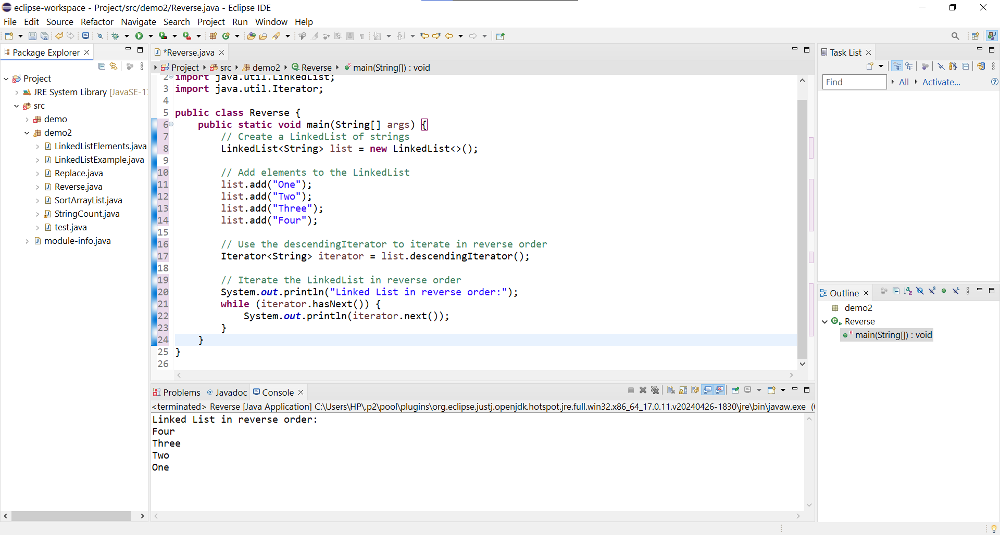 eclipse-workspace - Project/src/demo2/Reverse.java - Eclipse IDE
File Edit Source Refactor Navigate Search Project Run Window Help
Package Explorer
Project
JRE System Library [JavaSE-17
src
demo
demo2
LinkedListElements.java
LinkedListExample.java
Replace.java
Reverse.java
SortArrayList.java
StringCount.java
test.java
module-info.java
*Reverse.java
Project src demo2 Reverse main(String[]) : void
2 import java.util.LinkedList;
3 import java.util.Iterator;
4
5 public class Reverse {
6 public static void main(String[] args) {
7 // Create a LinkedList of strings
8 LinkedList<String> list = new LinkedList<>();
9
10 // Add elements to the LinkedList
11 list.add("One");
12 list.add("Two");
13 list.add("Three");
14 list.add("Four");
15
16 // Use the descendingIterator to iterate in reverse order
17 Iterator<String> iterator = list.descendingIterator();
18
19 // Iterate the LinkedList in reverse order
20 System.out.println("Linked List in reverse order:");
21 while (iterator.hasNext()) {
22 System.out.println(iterator.next());
23 }
24 }
25 }
26
Problems @ Javadoc Console
<terminated> Reverse [Java Application] C:\Users\HP\.p2\pool\plugins\org.eclipse.justj.openjdk.hotspot.jre.full.win32.x86_64_17.0.11.v20240426-1830\jre\bin\javaw.exe (
Linked List in reverse order:
Four
Three
Two
One
Task List
Find All Activate...
Outline
demo2
Reverse
main(String[]) : void